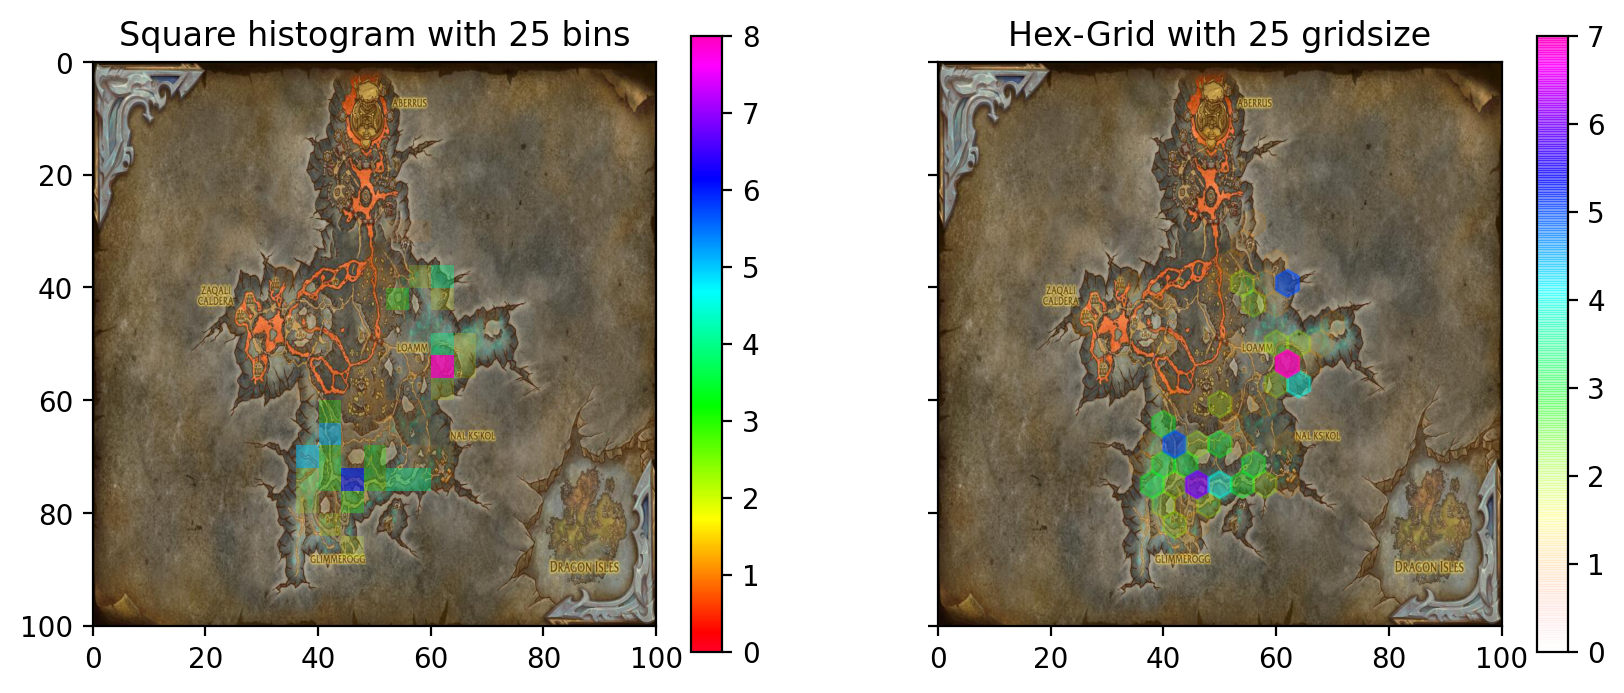 Square histogram with 25 bins
Hex-Grid with 25 gridsize
0
20
40
60
80
100
0
20
40
60
80
100
ABERRUS
ZAQALI
CALDERA
LOAMM
NAL KS'KOL
GLIMMEROGG
DRAGON ISLES
8
7
6
5
4
3
2
1
0
ABERRUS
ZAQALI
CALDERA
LOAMM
NAL KS'KOL
GLIMMEROGG
DRAGON ISLES
0
20
40
60
80
100
7
6
5
4
3
2
1
0